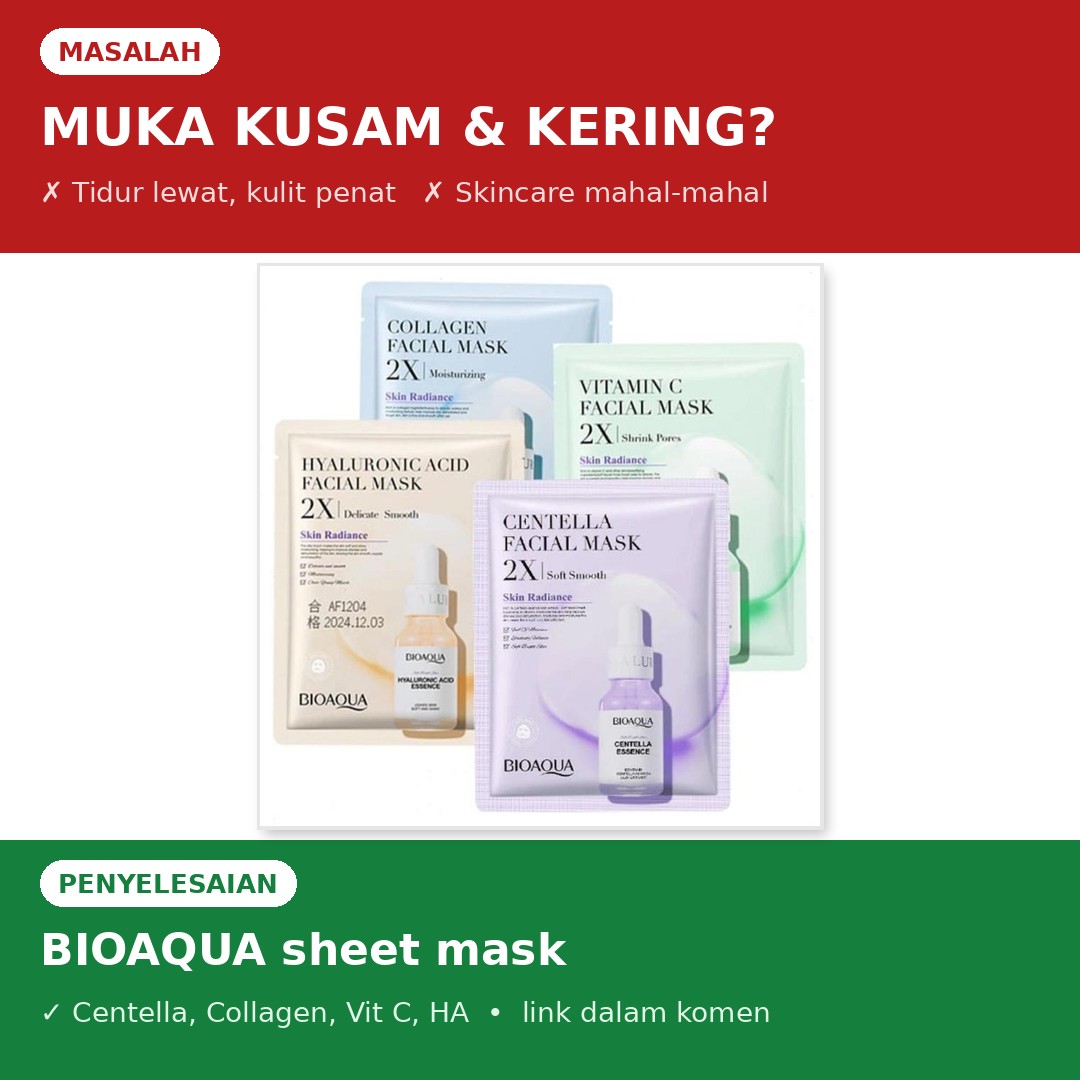 MASALAH
MUKA KUSAM & KERING?
✗ Tidur lewat, kulit penat ✗ Skincare mahal-mahal
COLLAGEN
FACIAL MASK
2X Moisturizing
Skin Radiance
VITAMIN C
FACIAL MASK
2X Shrink Pores
Skin Radiance
HYALURONIC ACID
FACIAL MASK
2X Delicate Smooth
Skin Radiance
合 AF1204
格 2024.12.03
BIOAQUA
HYALURONIC ACID
ESSENCE
BIOAQUA
CENTELLA
FACIAL MASK
2X Soft Smooth
Skin Radiance
BIOAQUA
CENTELLA
ESSENCE
BIOAQUA
PENYELESAIAN
BIOAQUA sheet mask
✓ Centella, Collagen, Vit C, HA • link dalam komen